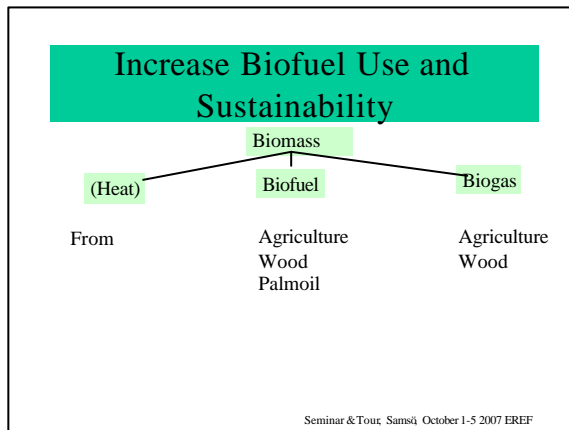 Increase Biofuel Use and
Sustainability
Biomass
(Heat)
Biofuel
Biogas
From
Agriculture
Agriculture
Wood
Wood
Palmoil
Seminar & Tour, Samsö, October 1-5 2007 EREF